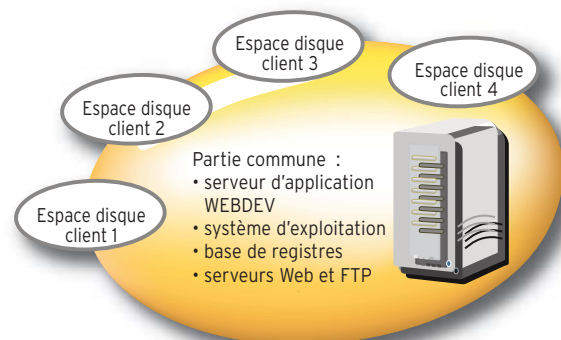 Espace disque
client 3
Espace disque
client 4
Espace disque
client 2
Espace disque
client 1
Partie commune :
• serveur d'application
WEBDEV
• système d'exploitation
• base de registres
• serveurs Web et FTP